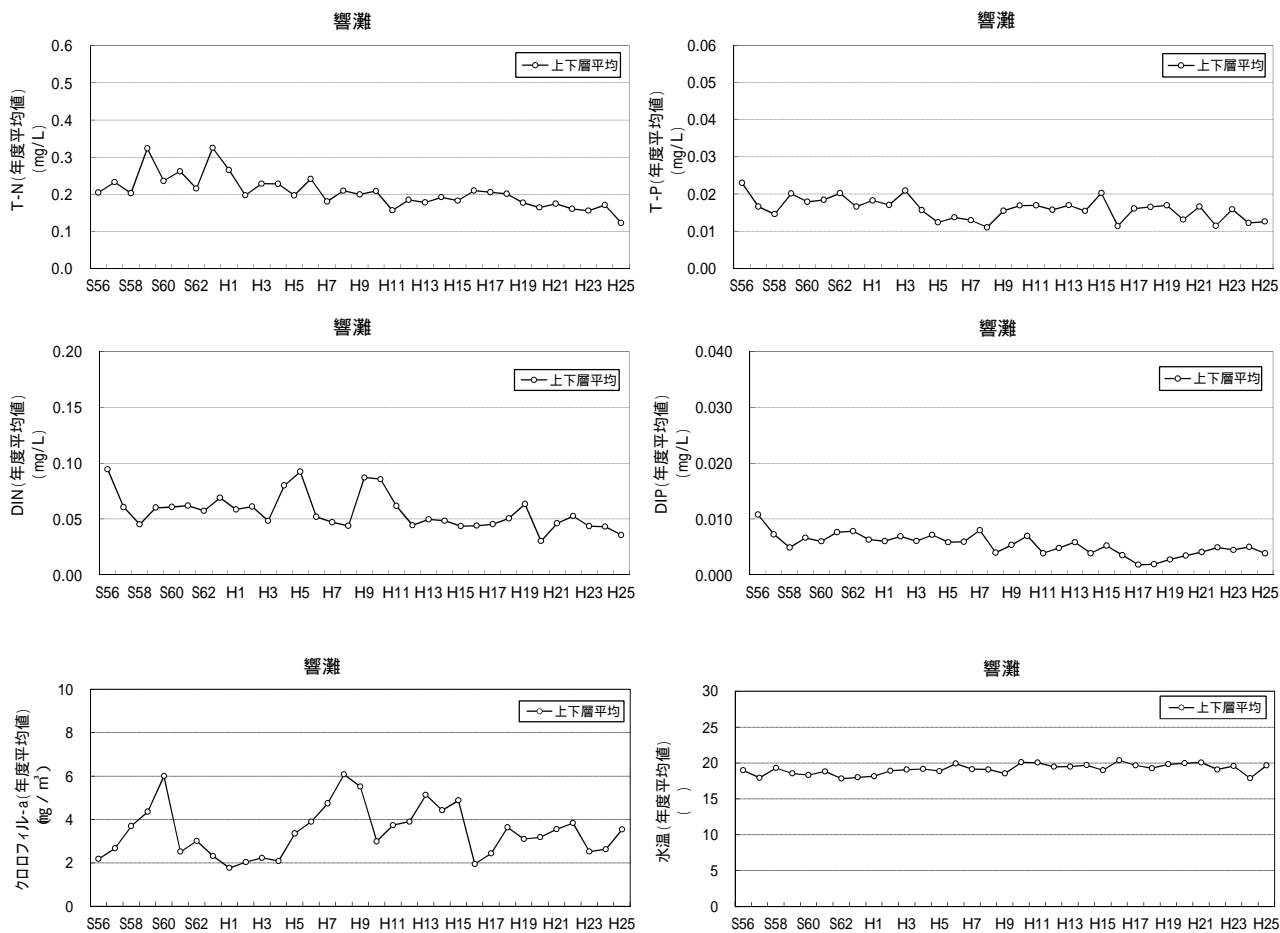 響灘
T-N(年度平均値)
(mg/L)
0.6
0.5
0.4
0.3
0.2
0.1
0.0
上下層平均
S56 S58 S60 S62 H1 H3 H5 H7 H9 H11 H13 H15 H17 H19 H21 H23 H25
響灘
T-P(年度平均値)
(mg/L)
0.06
0.05
0.04
0.03
0.02
0.01
0.00
上下層平均
S56 S58 S60 S62 H1 H3 H5 H7 H9 H11 H13 H15 H17 H19 H21 H23 H25
響灘
DIN(年度平均値)
(mg/L)
0.20
0.15
0.10
0.05
0.00
上下層平均
S56 S58 S60 S62 H1 H3 H5 H7 H9 H11 H13 H15 H17 H19 H21 H23 H25
響灘
DIP(年度平均値)
(mg/L)
0.040
0.030
0.020
0.010
0.000
上下層平均
S56 S58 S60 S62 H1 H3 H5 H7 H9 H11 H13 H15 H17 H19 H21 H23 H25
響灘
クロロフィル-a(年度平均値)
(mg/㎥)
10
8
6
4
2
0
上下層平均
S56 S58 S60 S62 H1 H3 H5 H7 H9 H11 H13 H15 H17 H19 H21 H23 H25
響灘
水温(年度平均値)
( )
30
25
20
15
10
5
0
上下層平均
S56 S58 S60 S62 H1 H3 H5 H7 H9 H11 H13 H15 H17 H19 H21 H23 H25